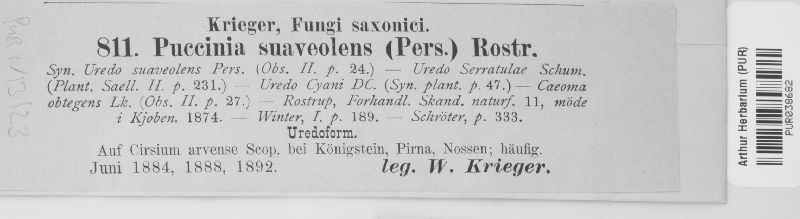 Krieger, Fungi saxonici.
811. Puccinia suaveolens (Pers.) Rostr.
Syn. Uredo suaveolens Pers. (Obs. II. p. 24.) — Uredo Serratulae Schum.
(Plant. Saell. II. p. 231.) — Uredo Cyani DC. (Syn. plant. p. 47.) — Caeoma
obtegens Lk. (Obs. II. p. 27.) — Rostrup, Forhandl. Skand. naturf. 11, möde
i Kjoben. 1874. — Winter, I. p. 189. — Schröter, p. 333.
Uredoform.
Auf Cirsium arvense Scop. bei Königstein, Pirna, Nossen; häufig.
Juni 1884, 1888, 1892. leg. W. Krieger.
Arthur Herbarium (PUR)
PUR038682